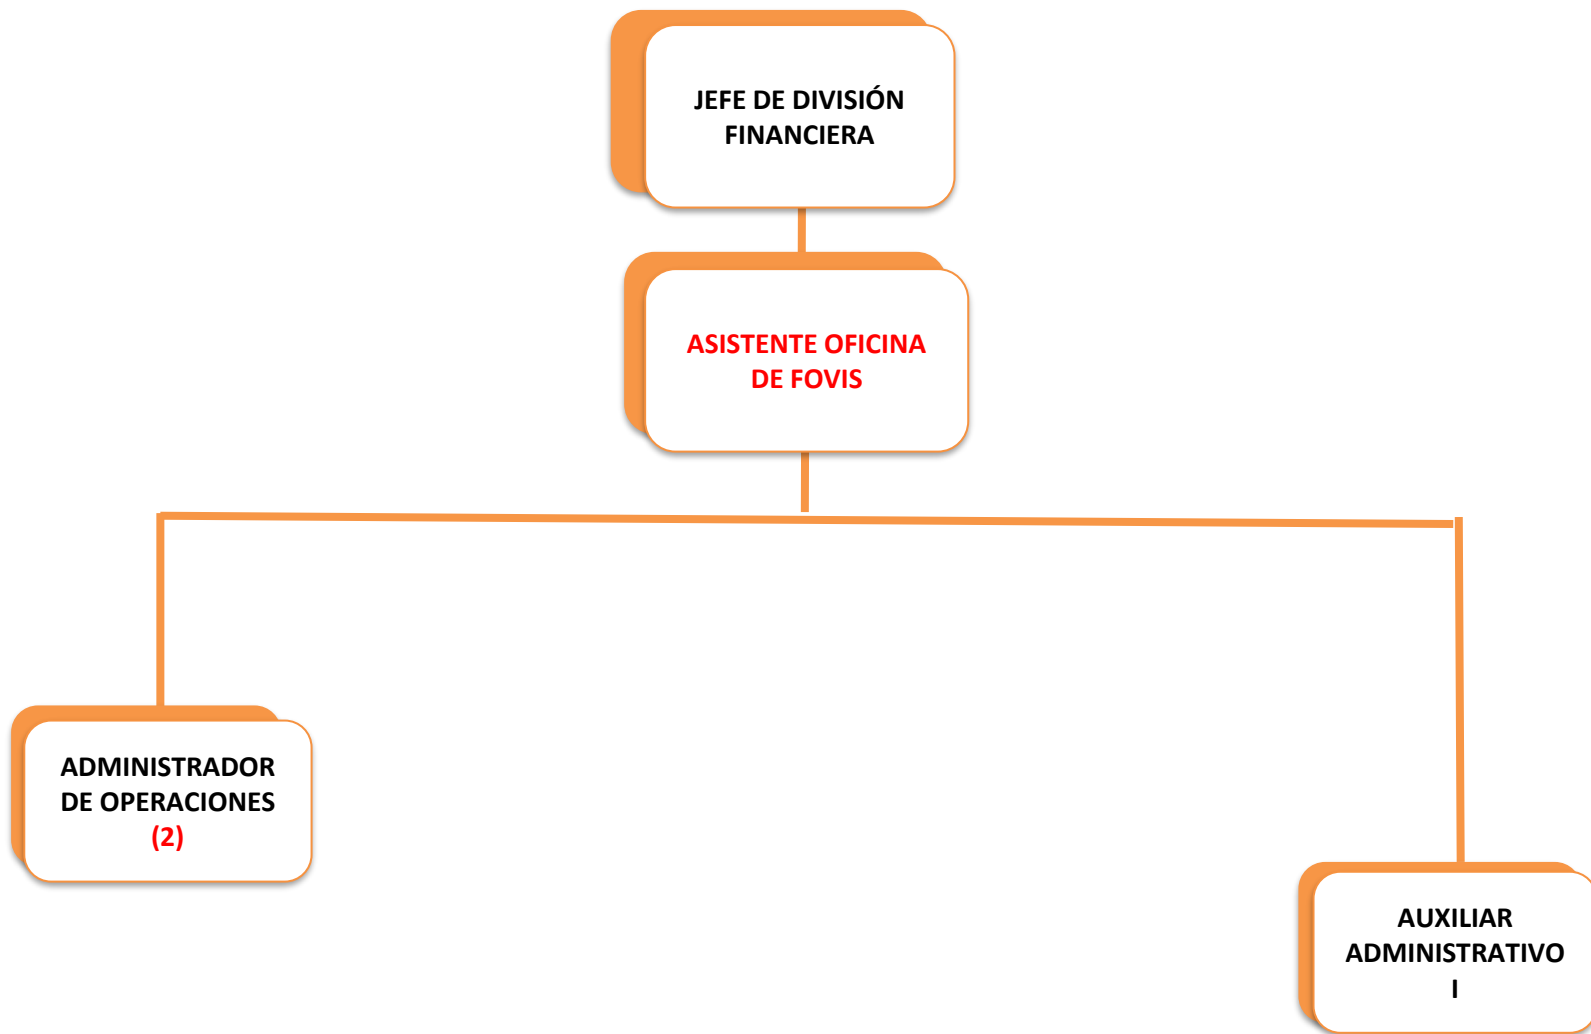 JEFE DE DIVISIÓN
FINANCIERA
ASISTENTE OFICINA
DE FOVIS
ADMINISTRADOR
DE OPERACIONES
(2)
AUXILIAR
ADMINISTRATIVO
I